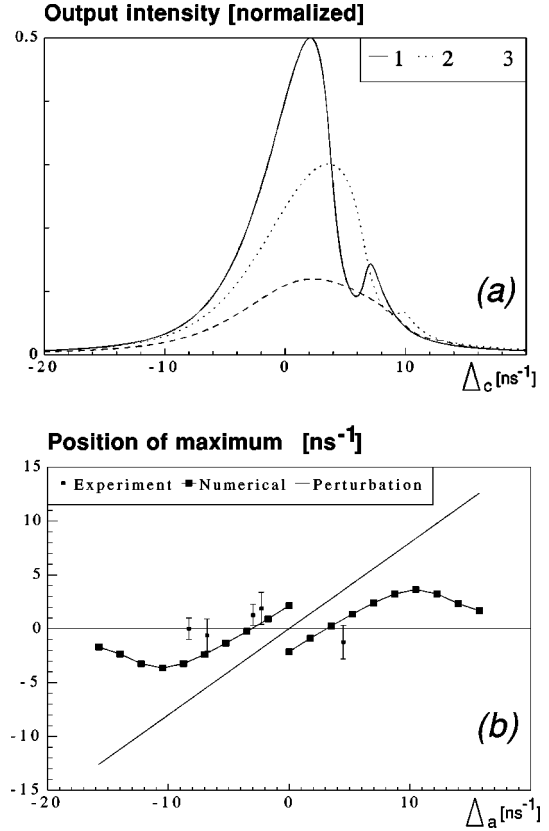 Output intensity [normalized]
0.5
1 2 3
(a)
0
-20 -10 0 10
Δc [ns-1]
Position of maximum [ns-1]
15
Experiment Numerical Perturbation
10
5
0
-5
-10
(b)
-15
-20 -10 0 10
Δa [ns-1]